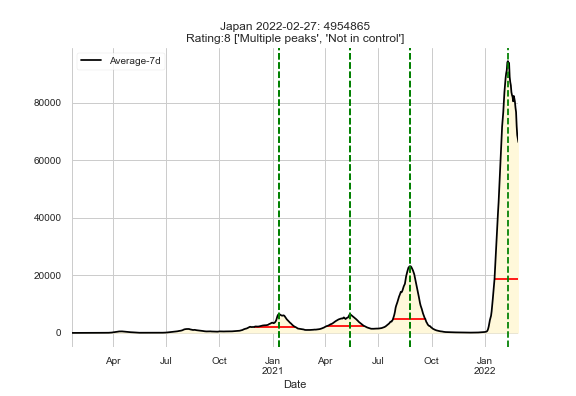 Japan 2022-02-27: 4954865
Rating:8 ['Multiple peaks', 'Not in control']
Average-7d
80000
60000
40000
20000
0
Apr Jul Oct Jan Apr Jul Oct Jan
2021 2022
Date